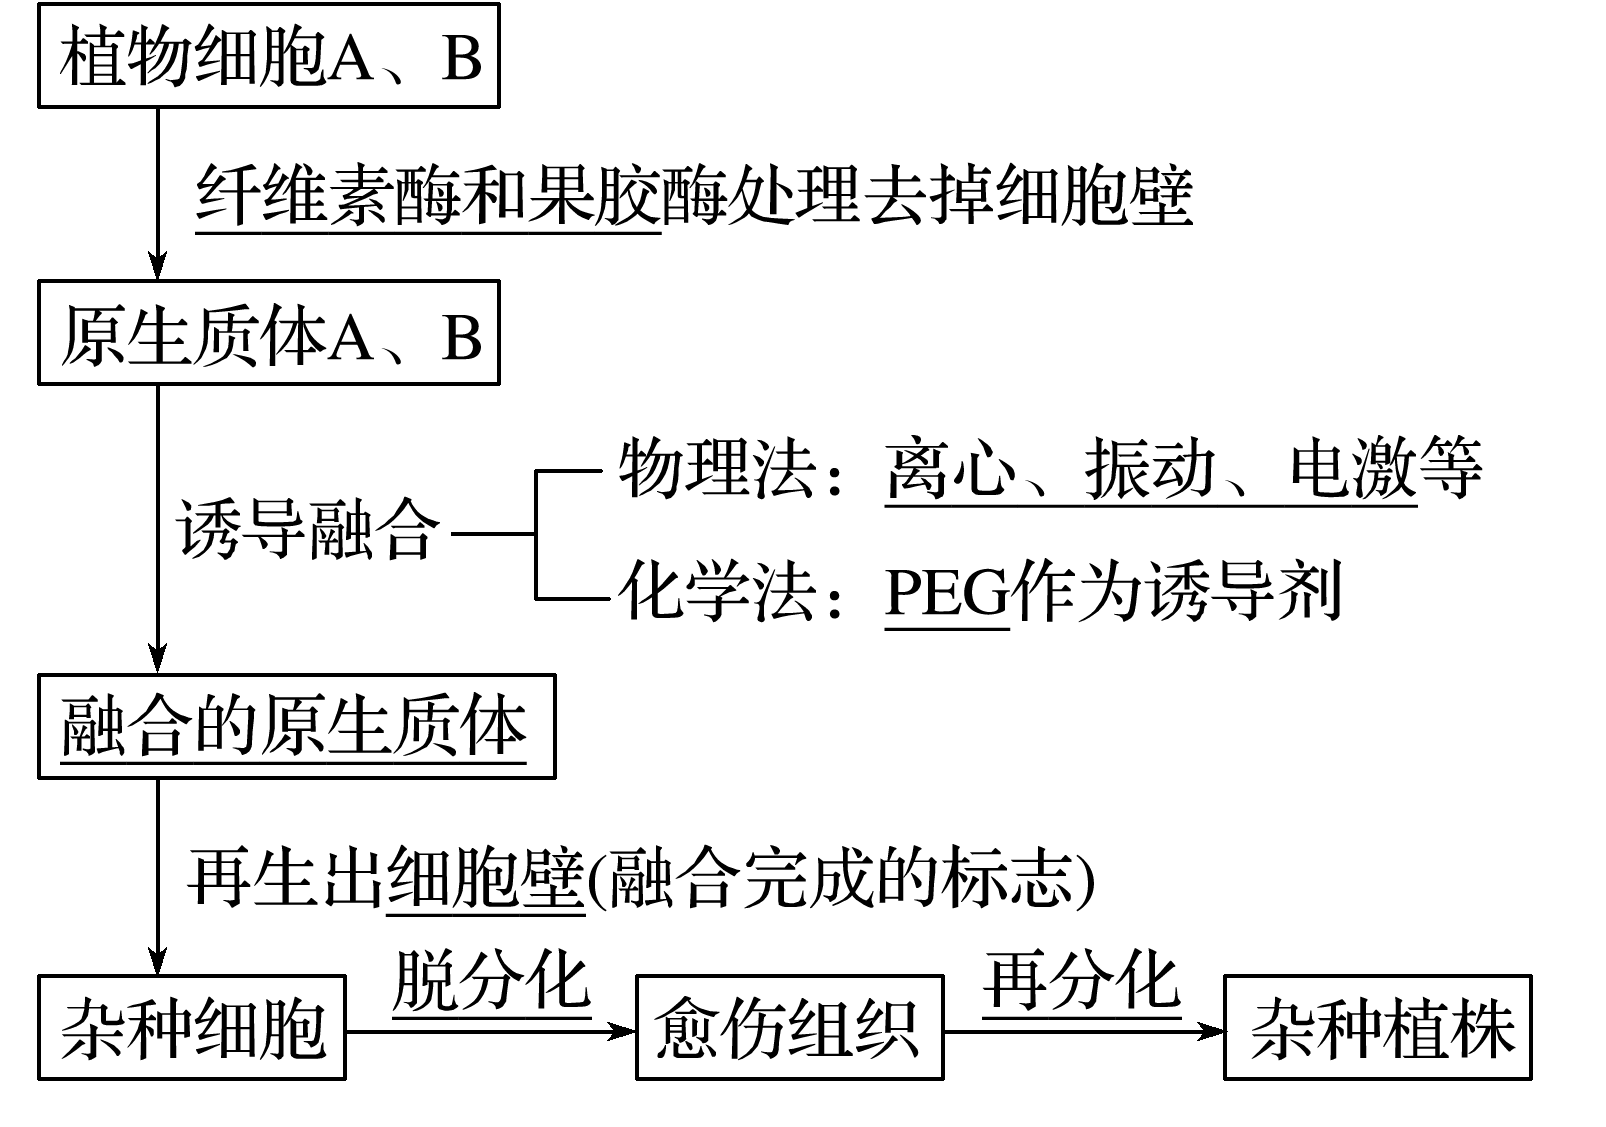 植物细胞A、B
纤维素酶和果胶酶处理去掉细胞壁
原生质体A、B
物理法：离心、振动、电激等
诱导融合
化学法：PEG作为诱导剂
融合的原生质体
再生出细胞壁(融合完成的标志)
脱分化
再分化
杂种细胞
愈伤组织
杂种植株